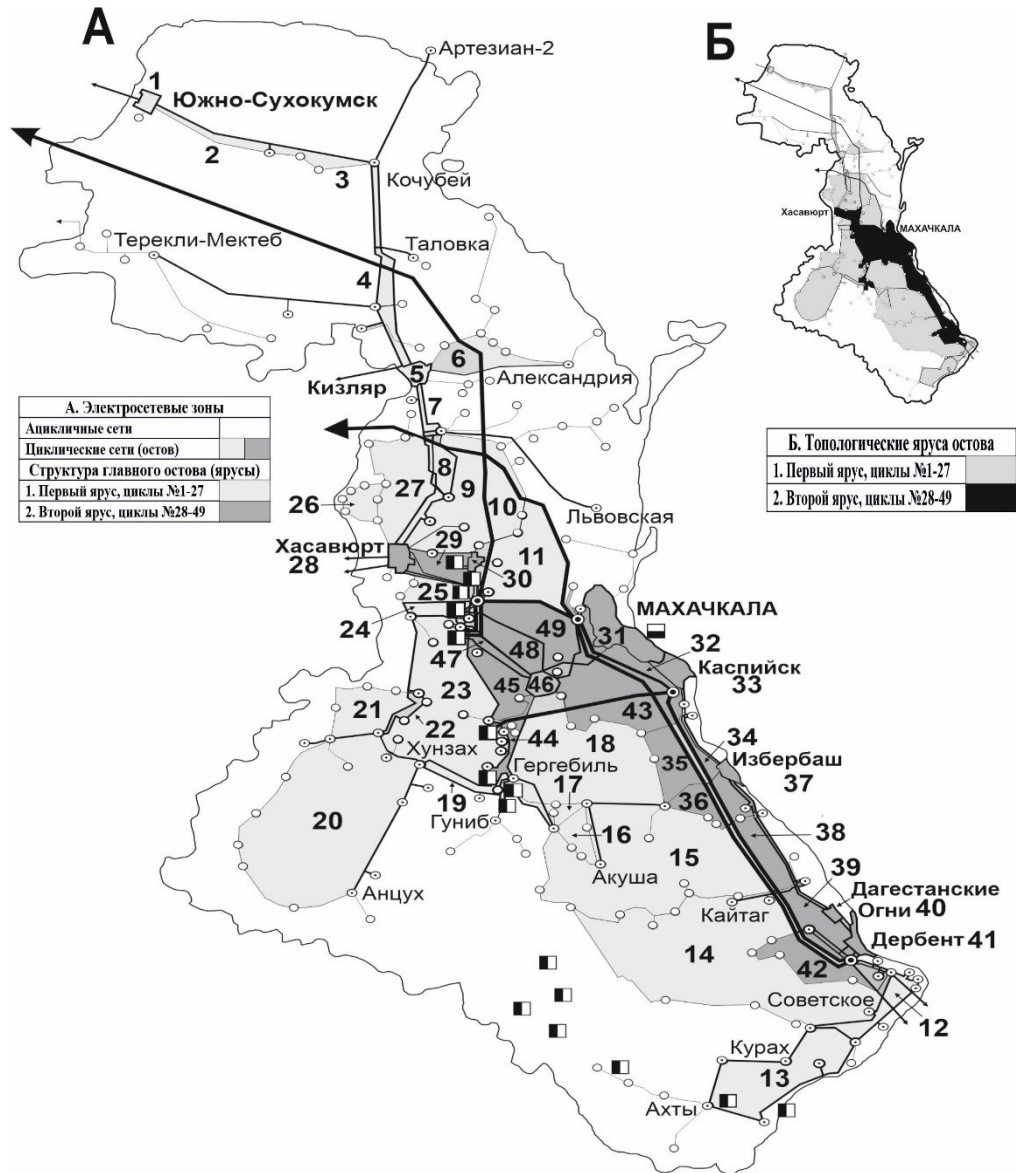 А
Б
Артезиан-2
1
Южно-Сухокумск
2
3
Кочубей
Терекли-Мектеб
Таловка
4
6
5
Александрия
Кизляр
7
8
27
9
10
26
Львовская
Хасавюрт
28
29
30
11
25
24
МАХАЧКАЛА
31
32
49
47
48
Каспийск
33
45
46
23
43
21
22
44
18
34
35
Избербаш
37
Хунзах
Гергебиль
17
36
19
Гуниб
16
38
20
15
Акуша
39
Анцух
Кайтаг
Дагестанские
Огни 40
14
Дербент 41
42
Советское
12
Курах
13
Ахты
А. Электросетевые зоны
Ацикличные сети
Циклические сети (остов)
Структура главного остова (ярусы)
1. Первый ярус, циклы №1-27
2. Второй ярус, циклы №28-49
Хасавюрт
МАХАЧКАЛА
Б. Топологические яруса остова
1. Первый ярус, циклы №1-27
2. Второй ярус, циклы №28-49